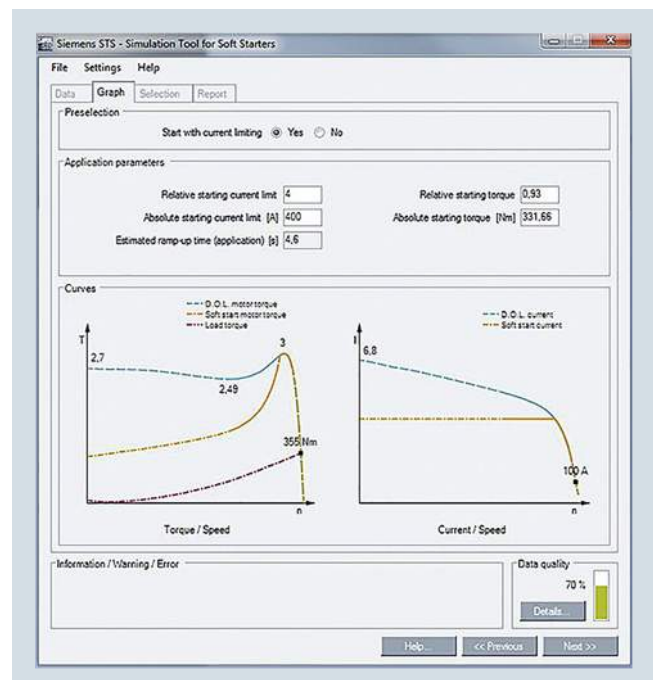 Siemens STS - Simulation Tool for Soft Starters
File Settings Help
Data Graph Selection Report
Preselection
Start with current limiting Yes No
Application parameters
Relative starting current limit 4
Relative starting torque 0,93
Absolute starting current limit [A] 400
Absolute starting torque [Nm] 331,66
Estimated ramp-up time (application) [s] 4,6
Curves
D.O.L. motor torque
Soft start motor torque
Load torque
T
2,7
2,49
3
355 Nm
n
Torque / Speed
D.O.L. current
Soft start current
I
6,8
100 A
n
Current / Speed
Information / Warning / Error
Data quality
70 %
Details...
Help... << Previous Next >>